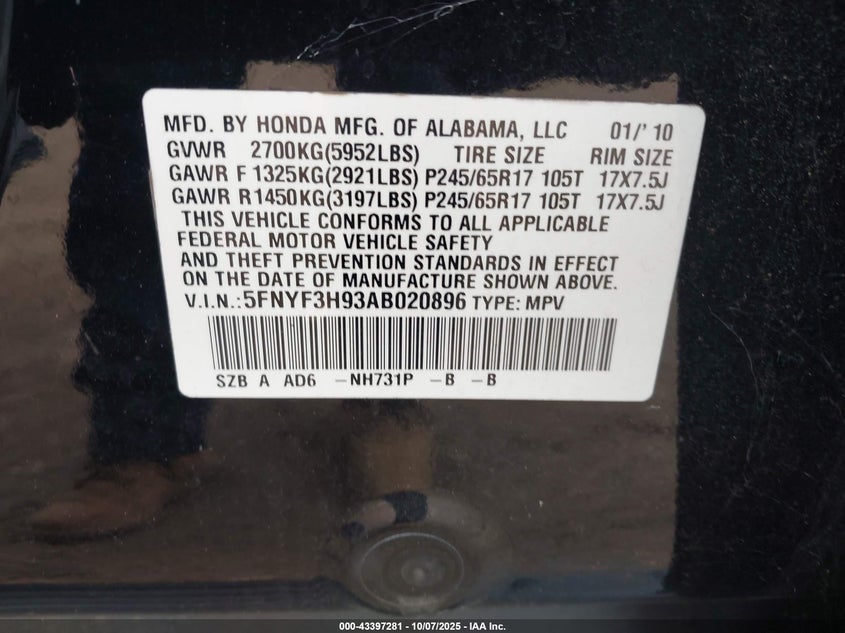 MFD. BY HONDA MFG. OF ALABAMA, LLC 01/'10
GVWR 2700KG(5952LBS) TIRE SIZE RIM SIZE
GAWR F 1325KG(2921LBS) P245/65R17 105T 17X7.5J
GAWR R1450KG(3197LBS) P245/65R17 105T 17X7.5J
THIS VEHICLE CONFORMS TO ALL APPLICABLE
FEDERAL MOTOR VEHICLE SAFETY
AND THEFT PREVENTION STANDARDS IN EFFECT
ON THE DATE OF MANUFACTURE SHOWN ABOVE.
V.I.N.:5FNYF3H93AB020896 TYPE: MPV
SZB A AD6 -NH731P -B -B
000-43397281 - 10/07/2025 - IAA Inc.